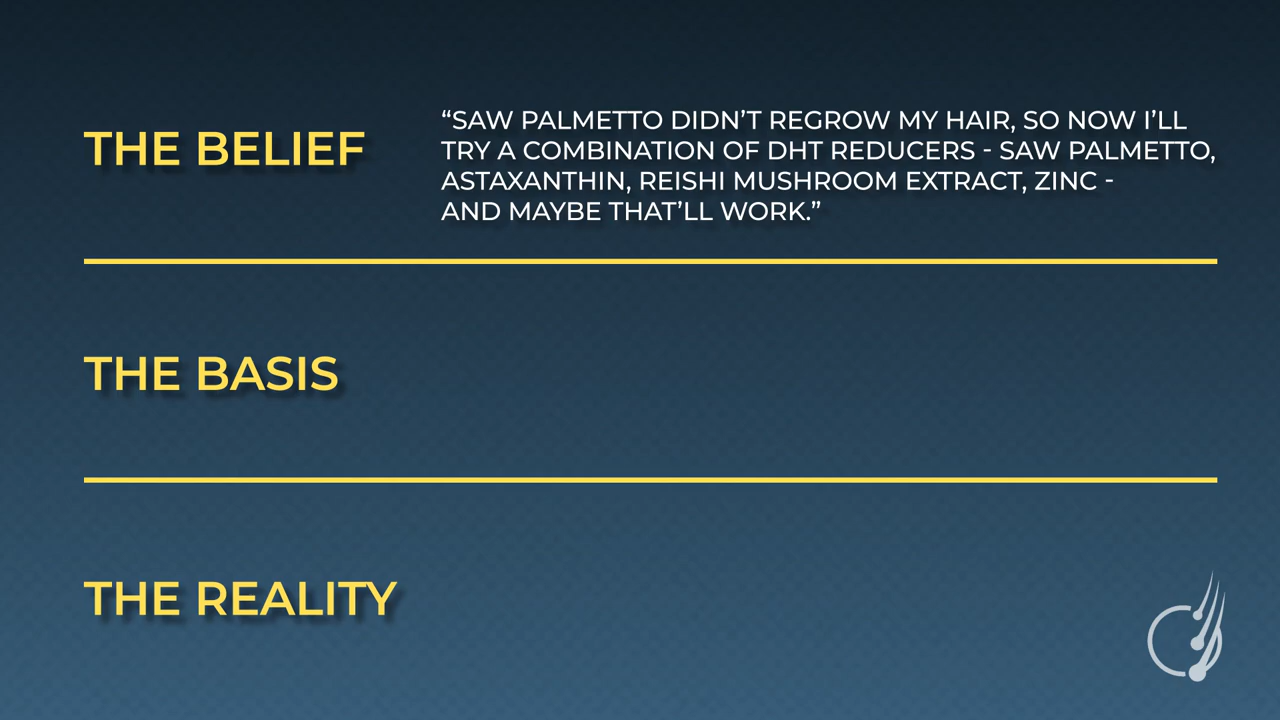 THE BELIEF
“SAW PALMETTO DIDN’T REGROW MY HAIR, SO NOW I’LL
TRY A COMBINATION OF DHT REDUCERS - SAW PALMETTO,
ASTAXANTHIN, REISHI MUSHROOM EXTRACT, ZINC -
AND MAYBE THAT’LL WORK.”
THE BASIS
THE REALITY